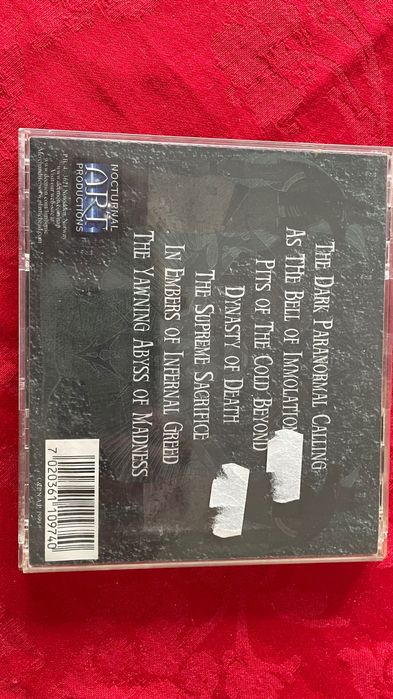 THE DARK PARANORMAL CALLING
AS THE BELL OF IMMOLATION
PITS OF THE COLD BEYOND
DYNASTY OF DEATH
THE SUPREME SACRIFICE
IN EMBERS OF INFERNAL GREED
THE YAWNING ABYSS OF MADNESS
NOCTURNAL
ART
PRODUCTIONS
7 020361 109740